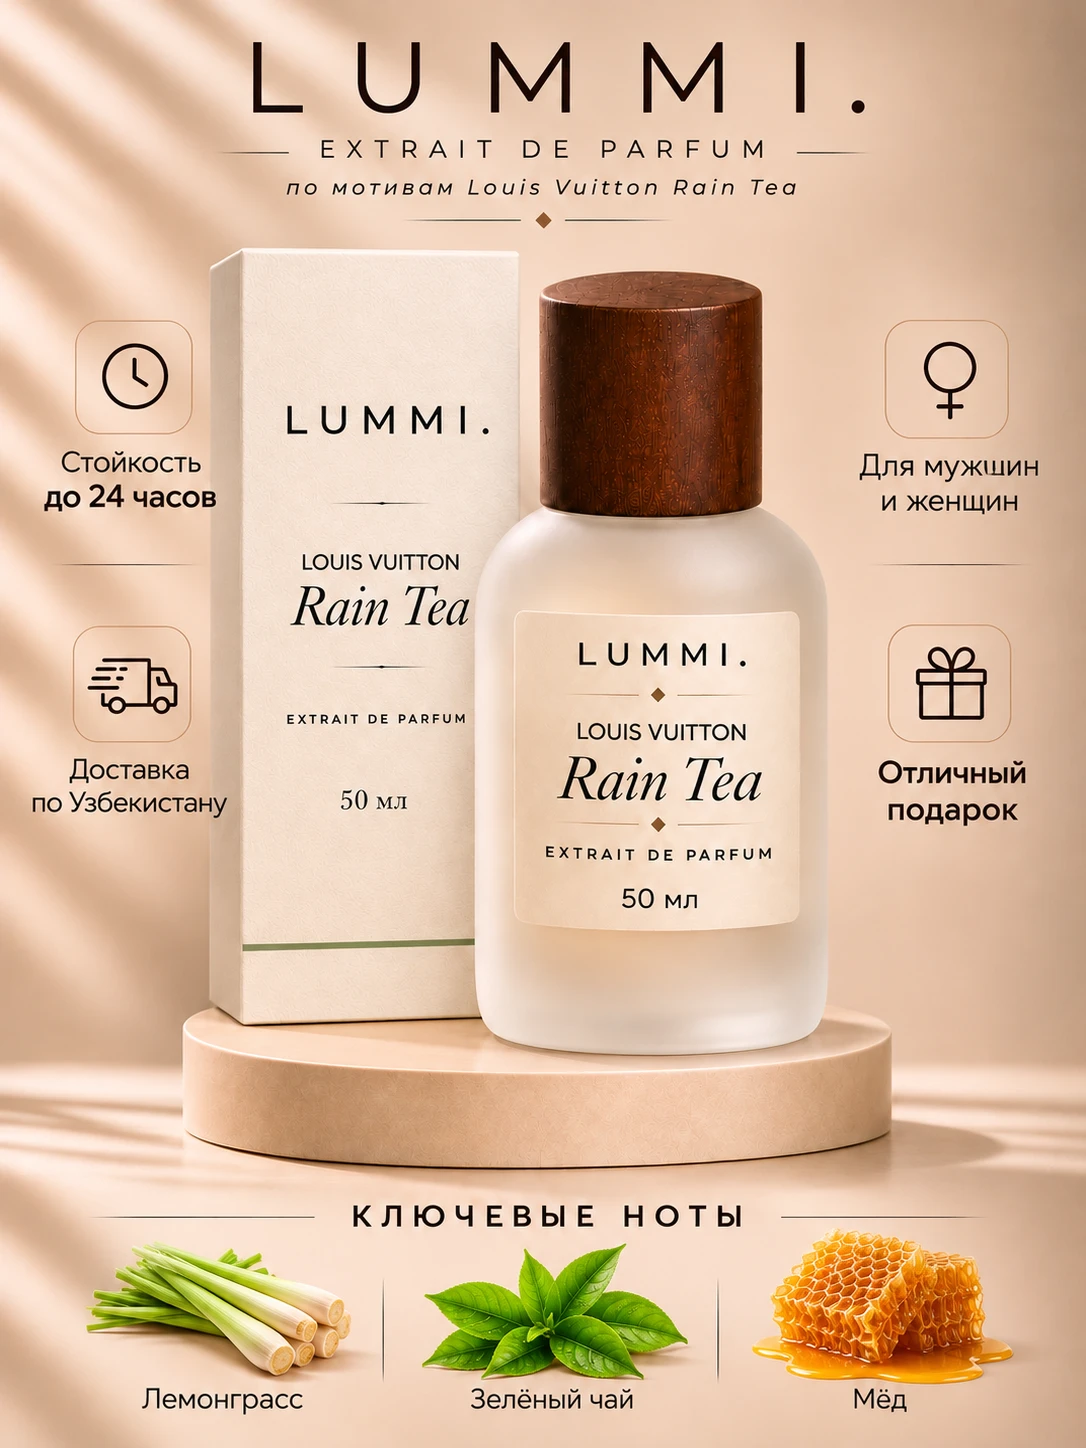 LUMMI.
EXTRAIT DE PARFUM
по мотивам Louis Vuitton Rain Tea
LUMMI.
LOUIS VUITTON
Rain Tea
EXTRAIT DE PARFUM
50 мл
LUMMI.
LOUIS VUITTON
Rain Tea
EXTRAIT DE PARFUM
50 мл
Стойкость
до 24 часов
Доставка
по Узбекистану
Для мужчин
и женщин
Отличный
подарок
КЛЮЧЕВЫЕ НОТЫ
Лемонграсс
Зелёный чай
Мёд